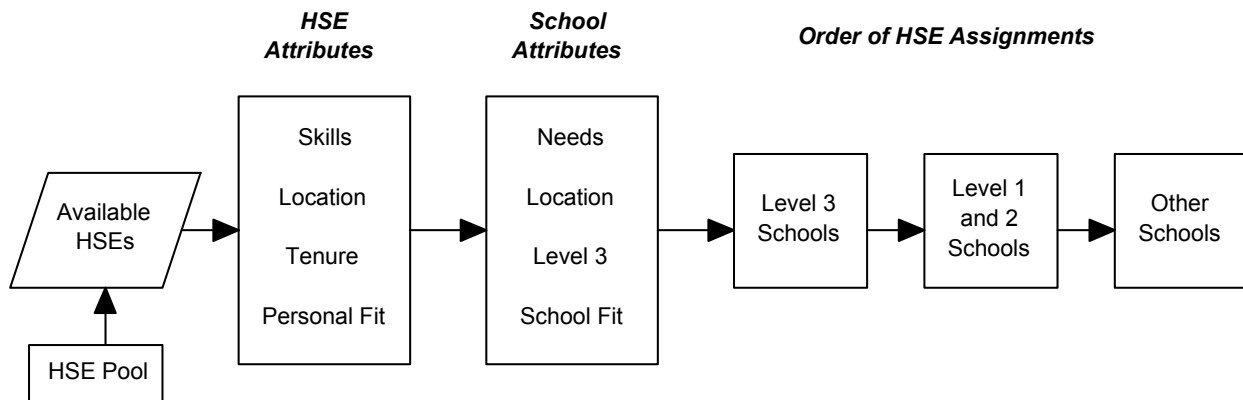 HSE
Attributes
School
Attributes
Order of HSE Assignments
Available
HSEs
HSE Pool
Skills
Location
Tenure
Personal Fit
Needs
Location
Level 3
School Fit
Level 3
Schools
Level 1
and 2
Schools
Other
Schools